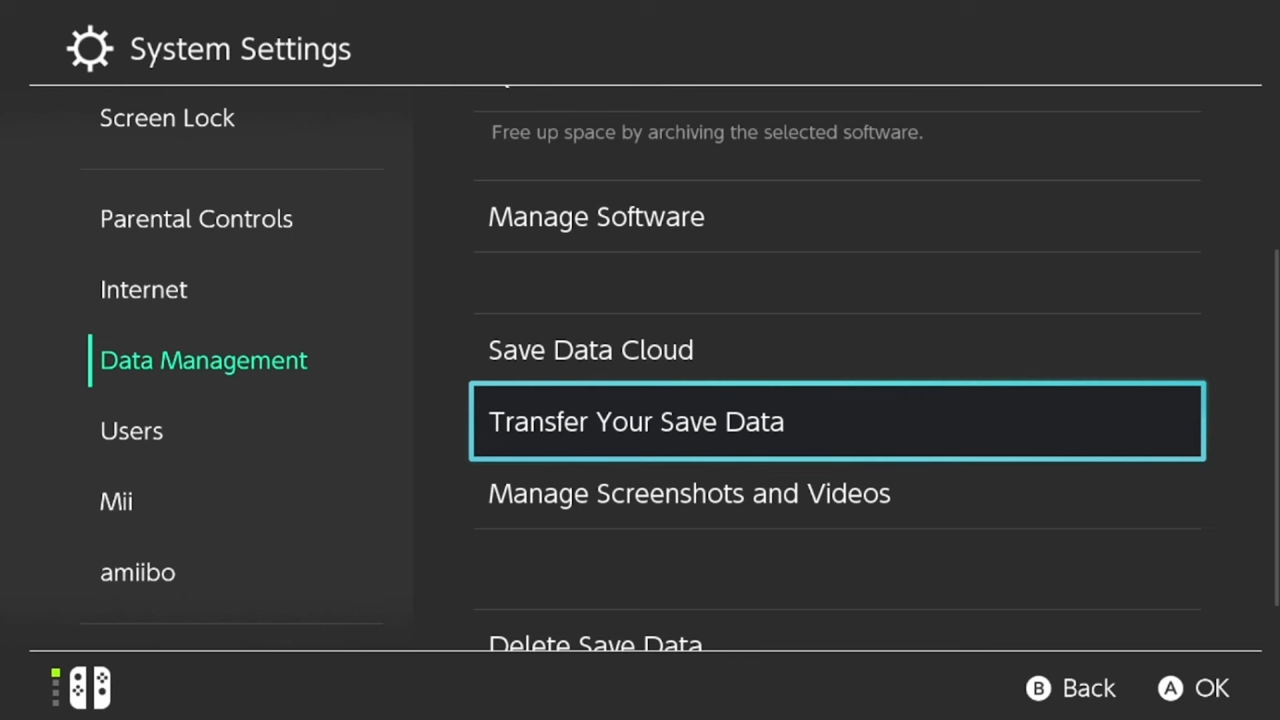 System Settings
Screen Lock
Parental Controls
Internet
Data Management
Users
Mii
amiibo
Free up space by archiving the selected software.
Manage Software
Save Data Cloud
Transfer Your Save Data
Manage Screenshots and Videos
Delete Save Data
B Back
A OK